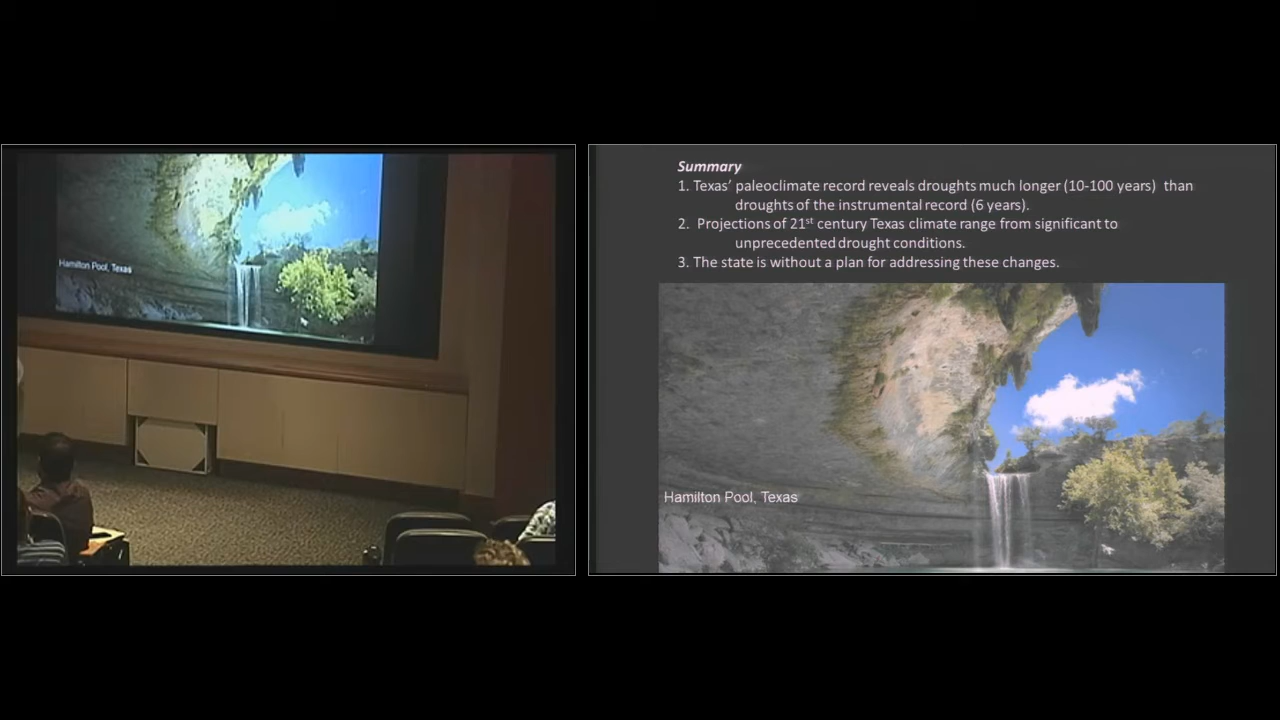 Hamilton Pool, Texas
Summary
1. Texas’ paleoclimate record reveals droughts much longer (10-100 years)  than
droughts of the instrumental record (6 years).
2.  Projections of 21st century Texas climate range from significant to
unprecedented drought conditions.
3. The state is without a plan for addressing these changes.
Hamilton Pool, Texas